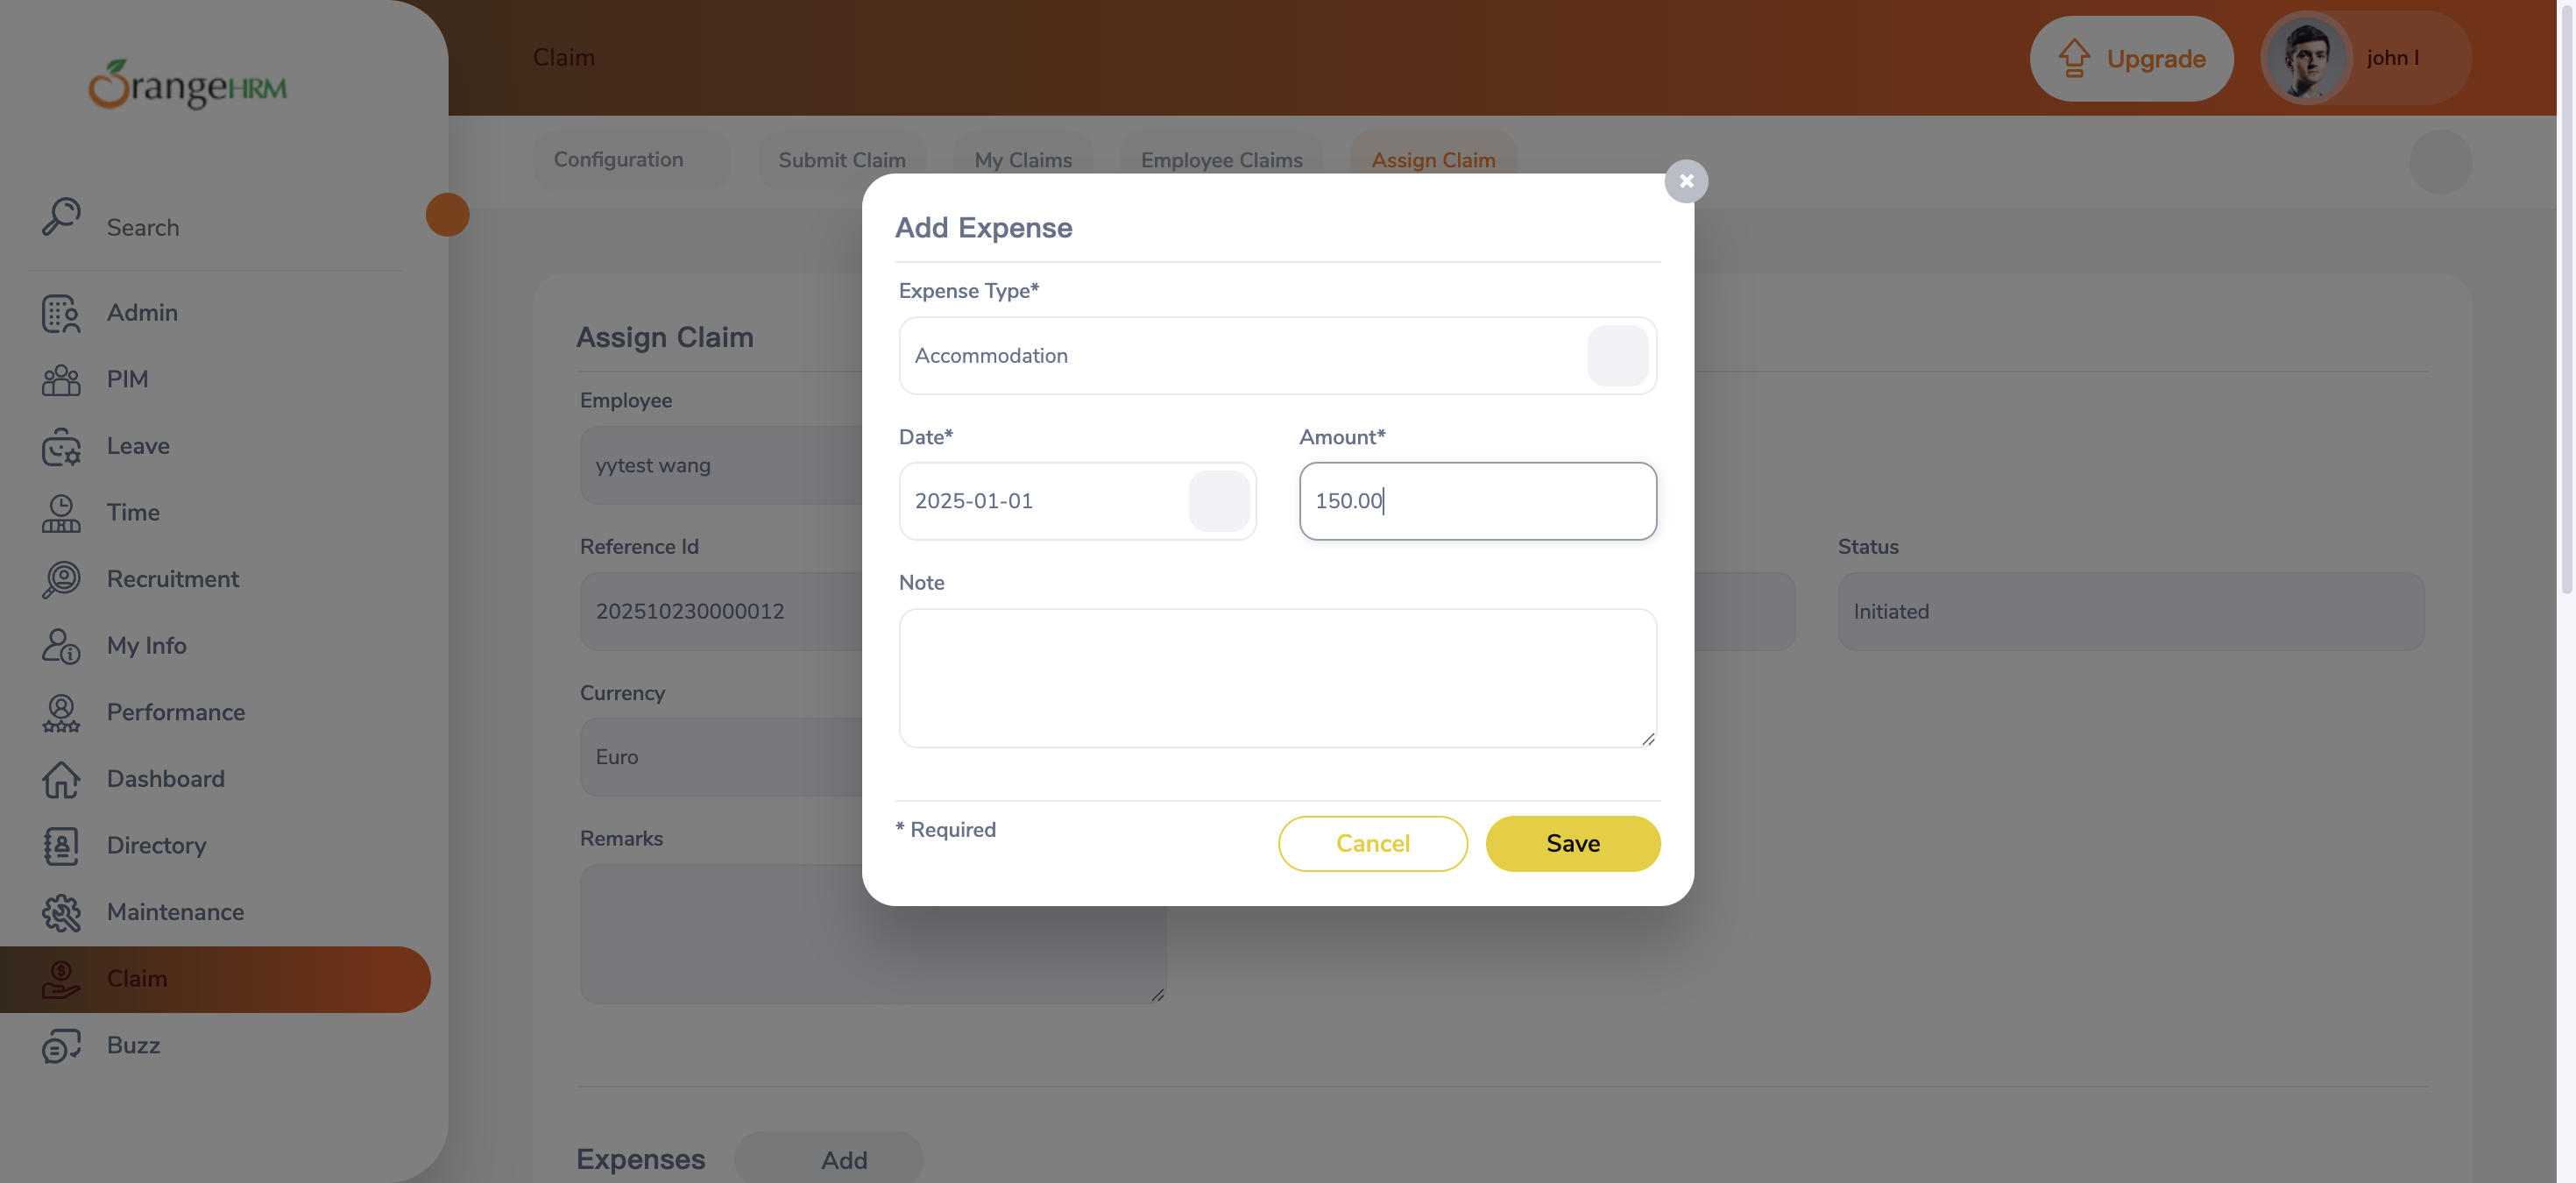 OrangeHRM
Claim
Upgrade
john l
Search
Configuration
Submit Claim
My Claims
Employee Claims
Assign Claim
Admin
PIM
Leave
Time
Recruitment
My Info
Performance
Dashboard
Directory
Maintenance
Claim
Buzz
Assign Claim
Employee
yytest wang
Reference Id
202510230000012
Status
Initiated
Currency
Euro
Remarks
Expenses
Add
Add Expense
Expense Type*
Accommodation
Date*
Amount*
2025-01-01
150.00
Note
* Required
Cancel
Save